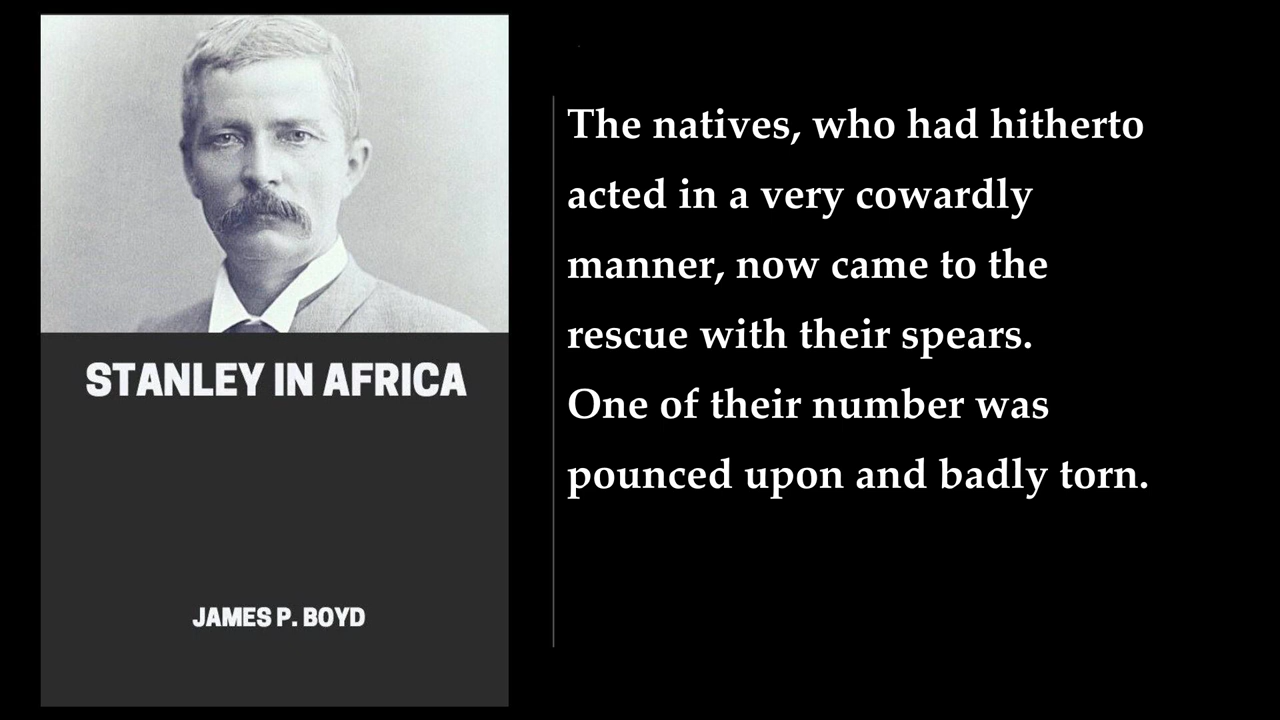 STANLEY IN AFRICA
JAMES P. BOYD
The natives, who had hitherto
acted in a very cowardly
manner, now came to the
rescue with their spears.
One of their number was
pounced upon and badly torn.